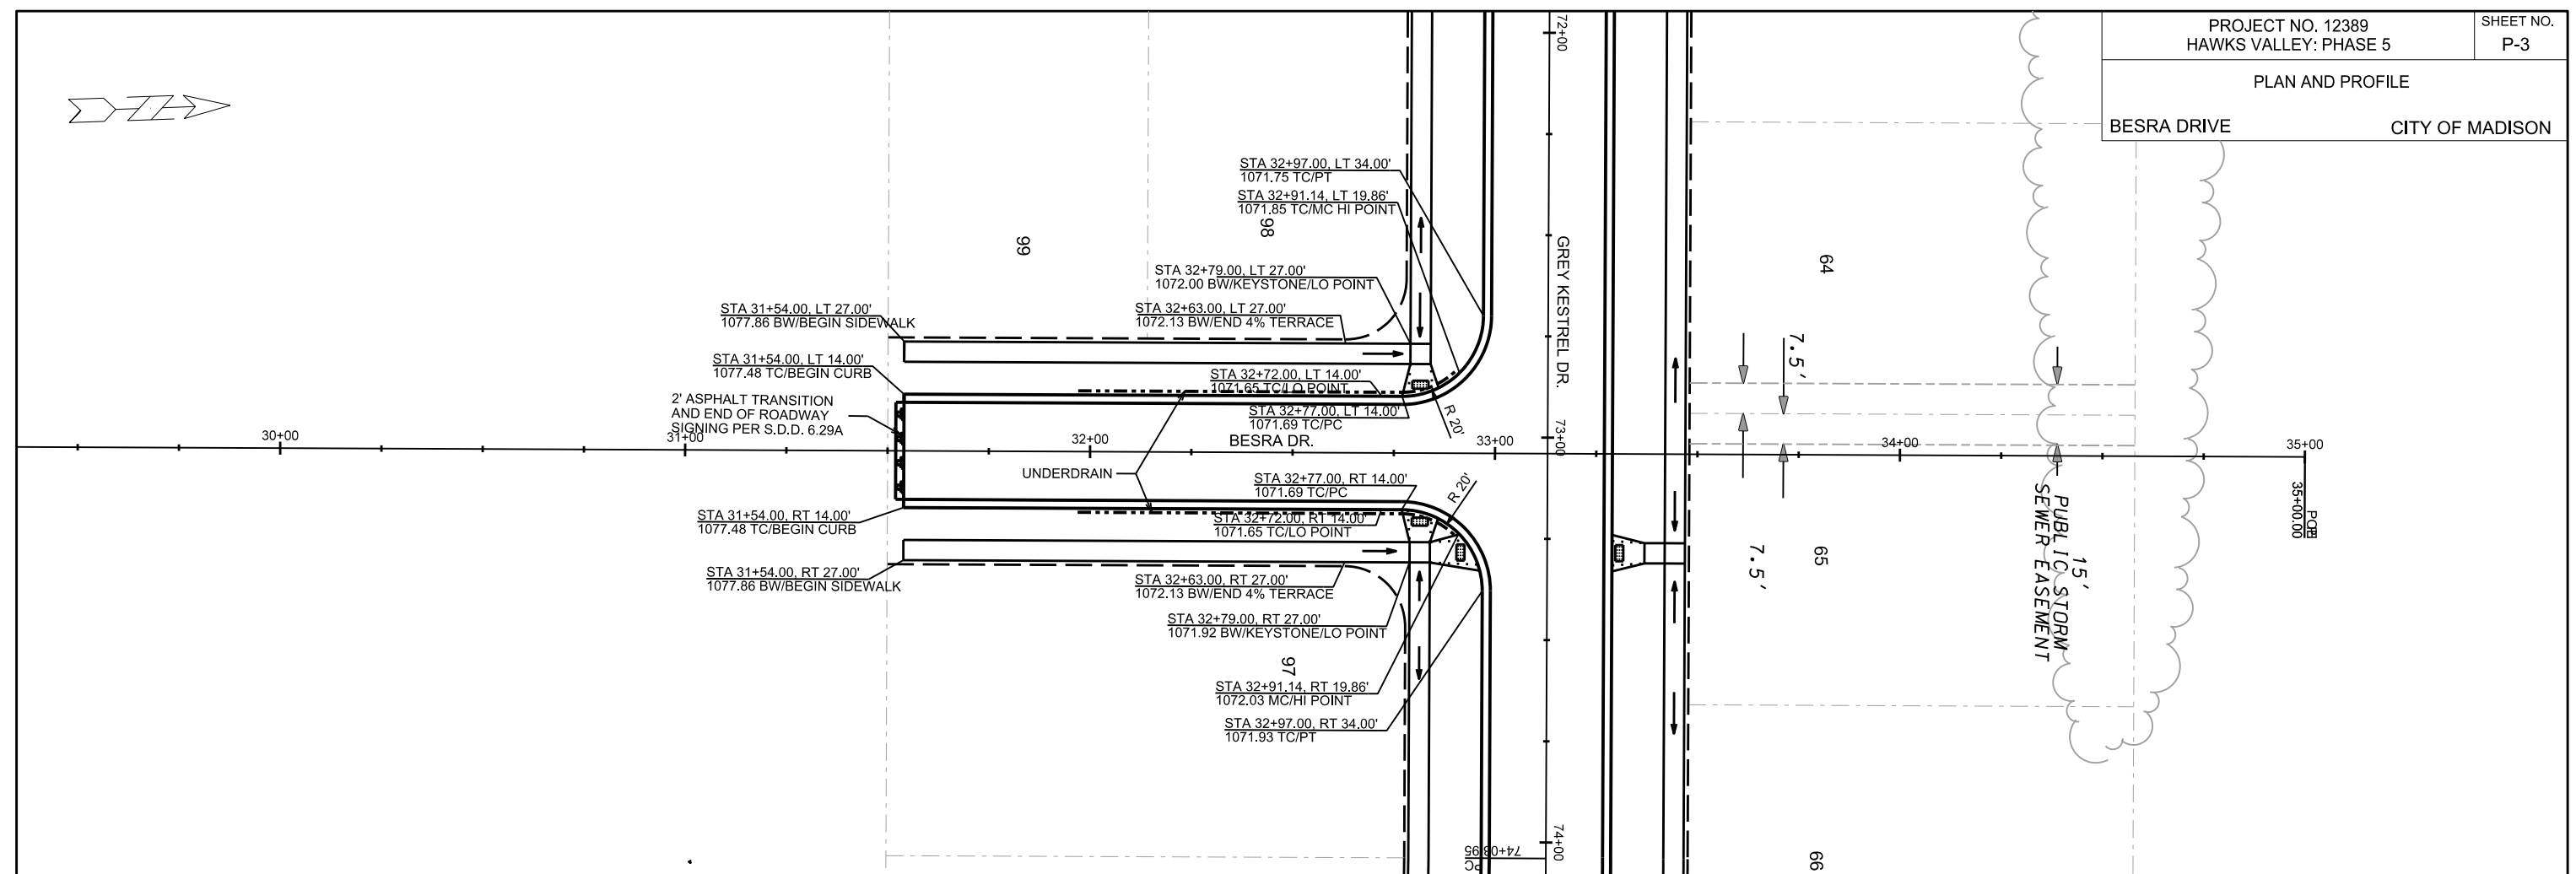 PROJECT NO. 12389
HAWKS VALLEY: PHASE 5
SHEET NO.
P-3
PLAN AND PROFILE
BESRA DRIVE
CITY OF MADISON
N
72+00
STA 32+97.00, LT 34.00'
1071.75 TC/PT
STA 32+91.14, LT 19.86'
1071.85 TC/MC HI POINT
98
99
GREY KESTREL DR.
64
STA 32+79.00, LT 27.00'
1072.00 BW/KEYSTONE/LO POINT
STA 31+54.00, LT 27.00'
1077.86 BW/BEGIN SIDEWALK
STA 32+63.00, LT 27.00'
1072.13 BW/END 4% TERRACE
7.5'
STA 31+54.00, LT 14.00'
1077.48 TC/BEGIN CURB
STA 32+72.00, LT 14.00'
1071.65 TC/LO POINT
2' ASPHALT TRANSITION
AND END OF ROADWAY
SIGNING PER S.D.D. 6.29A
STA 32+77.00, LT 14.00'
1071.69 TC/PC
R 20'
30+00
31+00
32+00
BESRA DR.
33+00
73+00
34+00
35+00
UNDERDRAIN
STA 32+77.00, RT 14.00'
1071.69 TC/PC
R 20'
35+00.00
STA 31+54.00, RT 14.00'
1077.48 TC/BEGIN CURB
STA 32+72.00, RT 14.00'
1071.65 TC/LO POINT
7.5'
65
15'
PUBLIC STORM
SEWER EASEMENT
STA 31+54.00, RT 27.00'
1077.86 BW/BEGIN SIDEWALK
STA 32+63.00, RT 27.00'
1072.13 BW/END 4% TERRACE
STA 32+79.00, RT 27.00'
1071.92 BW/KEYSTONE/LO POINT
97
STA 32+91.14, RT 19.86'
1072.03 MC/HI POINT
STA 32+97.00, RT 34.00'
1071.93 TC/PT
74+00
74+08.95
PC
66